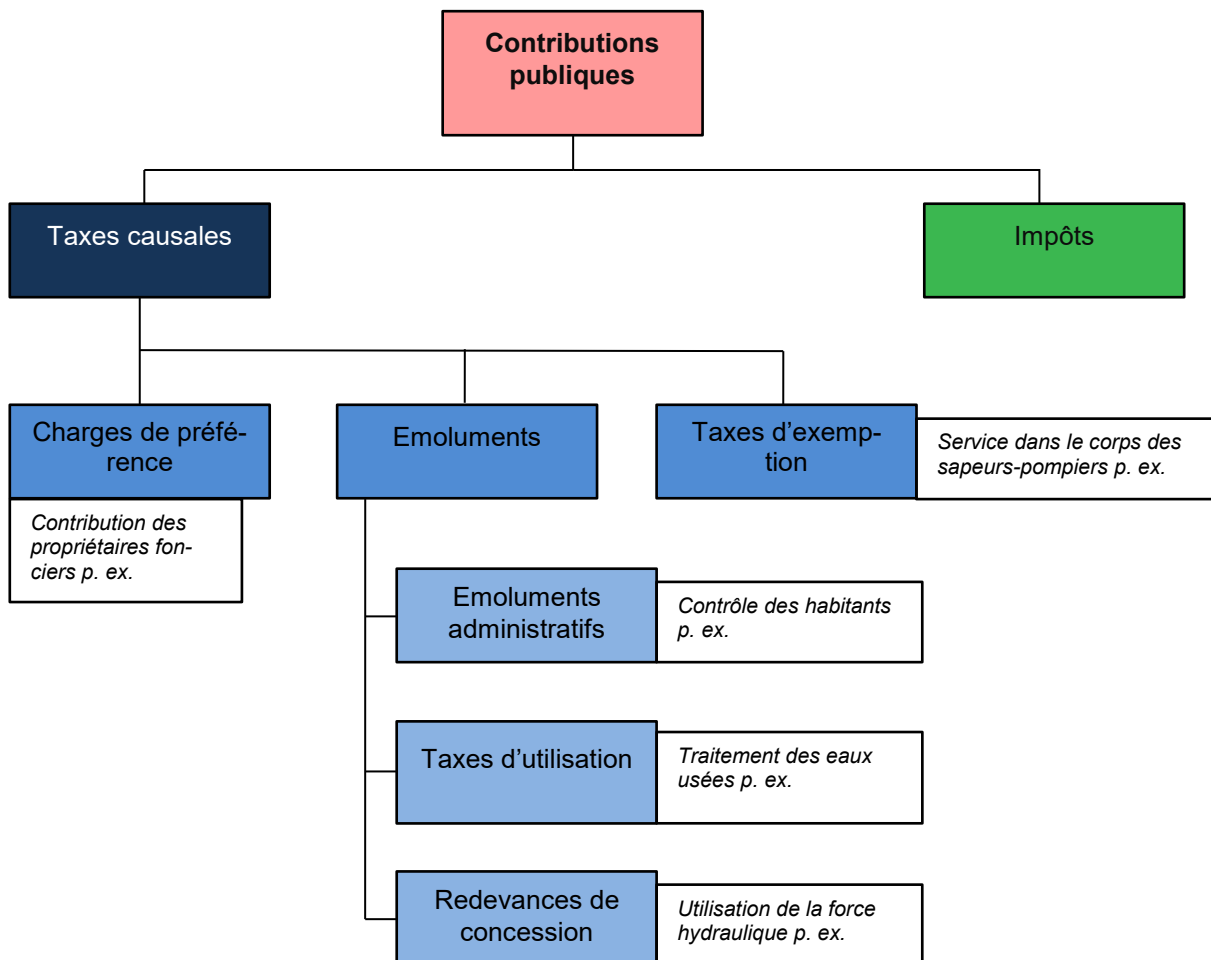 Contributions
publiques
Taxes causales
Impôts
Charges de préfé-
rence
Emoluments
Taxes d'exemp-
tion
Service dans le corps des
sapeurs-pompiers p. ex.
Contribution des
propriétaires fon-
ciers p. ex.
Emoluments
administratifs
Contrôle des habitants
p. ex.
Taxes d’utilisation
Traitement des eaux
usées p. ex.
Redevances de
concession
Utilisation de la force
hydraulique p. ex.